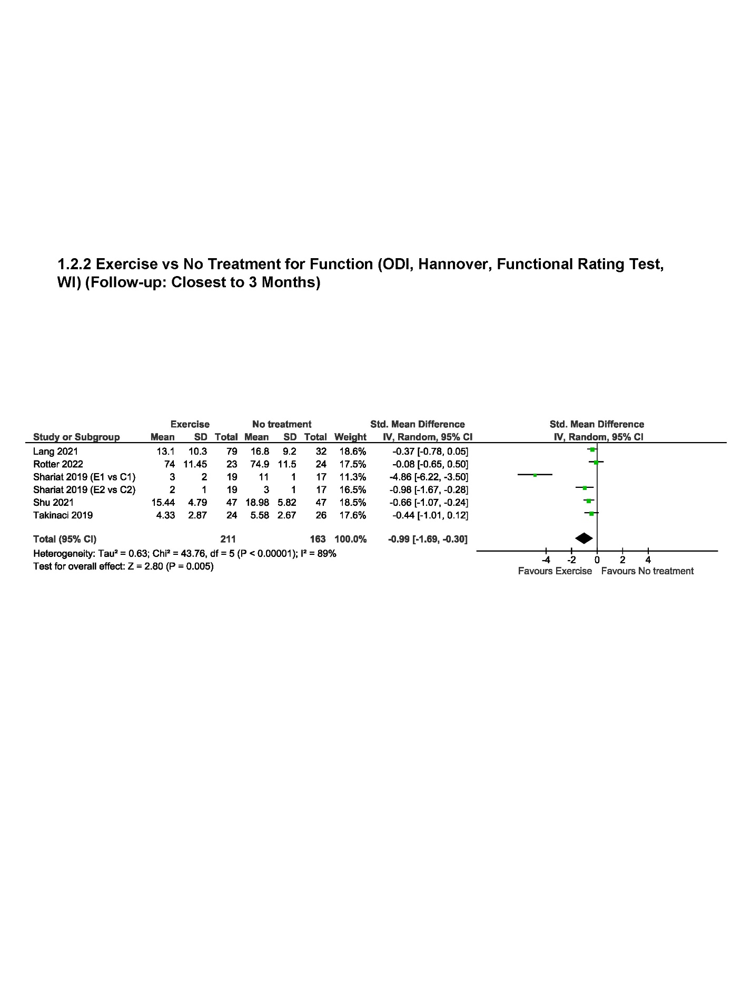 1.2.2 Exercise vs No Treatment for Function (ODI, Hannover, Functional Rating Test,
WI) (Follow-up: Closest to 3 Months)
Exercise No treatment Std. Mean Difference Std. Mean Difference
Study or Subgroup Mean SD Total Mean SD Total Weight IV, Random, 95% CI IV, Random, 95% CI
Lang 2021 13.1 10.3 79 16.8 9.2 32 18.6% -0.37 [-0.78, 0.05]
Rotter 2022 74 11.45 23 74.9 11.5 24 17.5% -0.08 [-0.65, 0.50]
Shariat 2019 (E1 vs C1) 3 2 19 11 1 17 11.3% -4.86 [-6.22, -3.50]
Shariat 2019 (E2 vs C2) 2 1 19 3 1 17 16.5% -0.98 [-1.67, -0.28]
Shu 2021 15.44 4.79 47 18.98 5.82 47 18.5% -0.66 [-1.07, -0.24]
Takinaci 2019 4.33 2.87 24 5.58 2.67 26 17.6% -0.44 [-1.01, 0.12]
Total (95% CI) 211 163 100.0% -0.99 [-1.69, -0.30]
Heterogeneity: Tau² = 0.63; Chi² = 43.76, df = 5 (P < 0.00001); I² = 89%
Test for overall effect: Z = 2.80 (P = 0.005)
-4 -2 0 2 4
Favours Exercise Favours No treatment